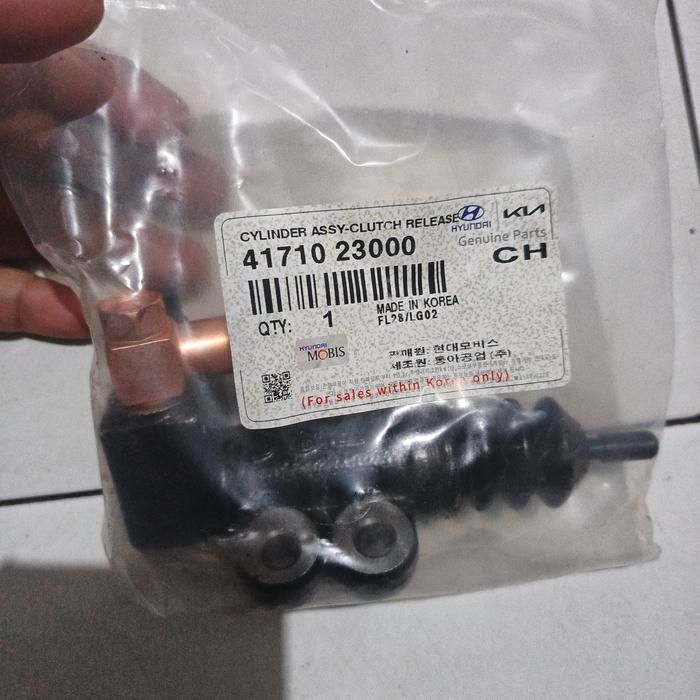 CYLINDER ASSY-CLUTCH RELEASE
HYUNDAI
KIA
Genuine Parts
41710 23000
CH
MADE IN KOREA
QTY: 1
FL28/LG02
HYUNDAI
MOBIS
판매원: 현대모비스
제조원: 동아공업(주)
(For sales within Korea only)